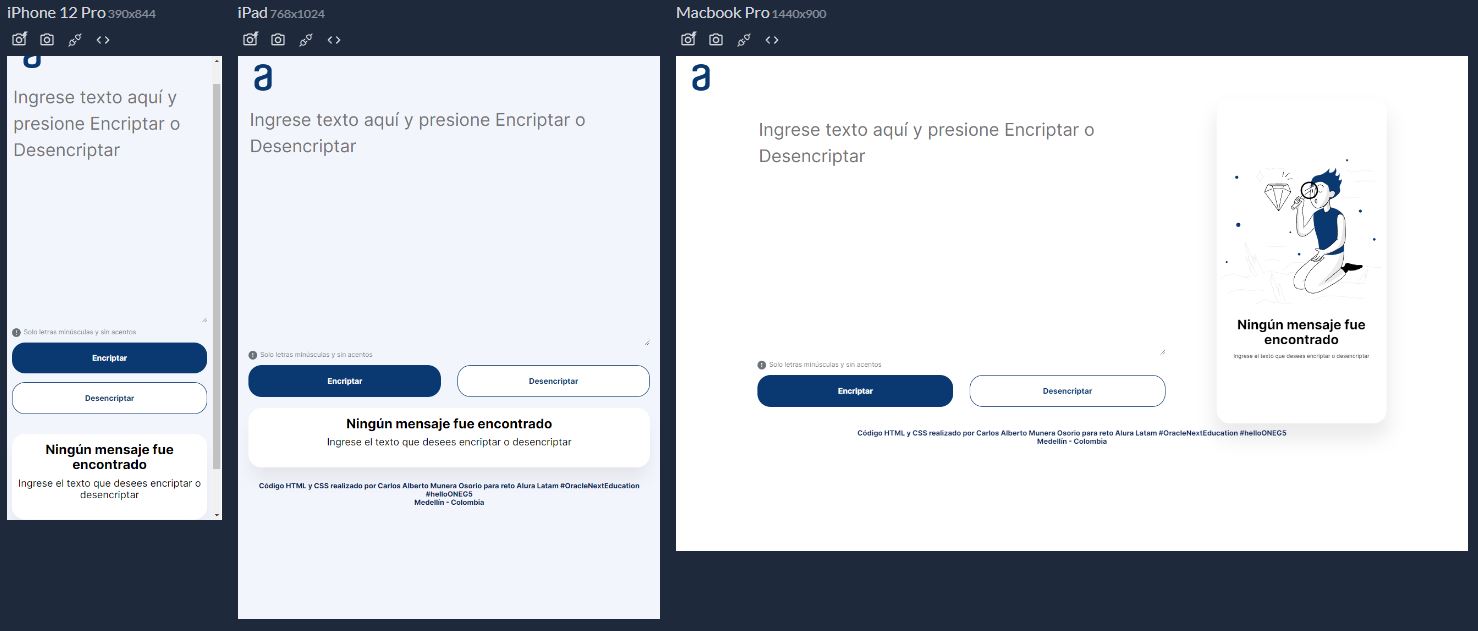 iPhone 12 Pro 390x844
a
Ingrese texto aquí y
presione Encriptar o
Desencriptar
Solo letras minúsculas y sin acentos
Encriptar
Desencriptar
Ningún mensaje fue
encontrado
Ingrese el texto que desees encriptar o
desencriptar
iPad 768x1024
a
Ingrese texto aquí y presione Encriptar o
Desencriptar
Solo letras minúsculas y sin acentos
Encriptar
Desencriptar
Ningún mensaje fue encontrado
Ingrese el texto que desees encriptar o desencriptar
Código HTML y CSS realizado por Carlos Alberto Munera Osorio para reto Alura Latam #OracleNextEducation
#helloONEG5
Medellín - Colombia
Macbook Pro 1440x900
a
Ingrese texto aquí y presione Encriptar o
Desencriptar
Solo letras minúsculas y sin acentos
Encriptar
Desencriptar
Ningún mensaje fue
encontrado
Ingrese el texto que desees encriptar o desencriptar
Código HTML y CSS realizado por Carlos Alberto Munera Osorio para reto Alura Latam #OracleNextEducation #helloONEG5
Medellín - Colombia